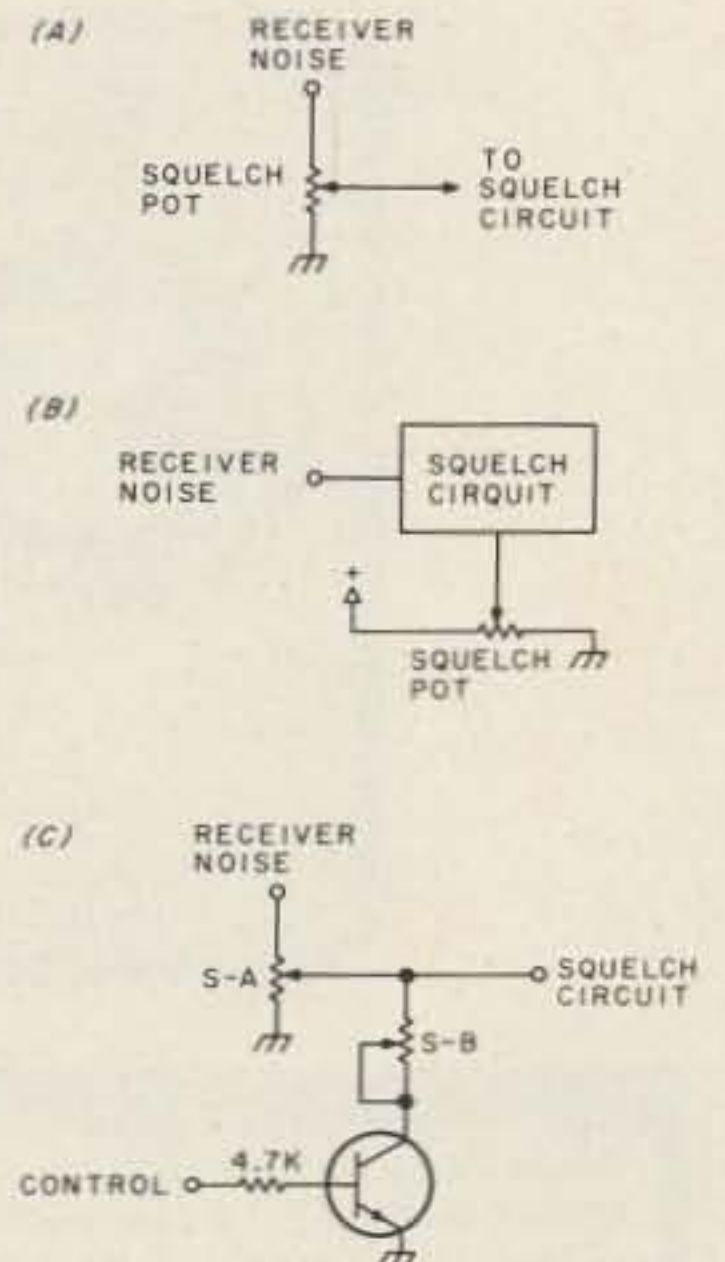 (A)
RECEIVER
NOISE
SQUELCH
POT
TO
SQUELCH
CIRCUIT
(B)
RECEIVER
NOISE
SQUELCH
CIRQUIT
+
SQUELCH
POT
(C)
RECEIVER
NOISE
S-A
SQUELCH
CIRCUIT
S-B
4.7K
CONTROL